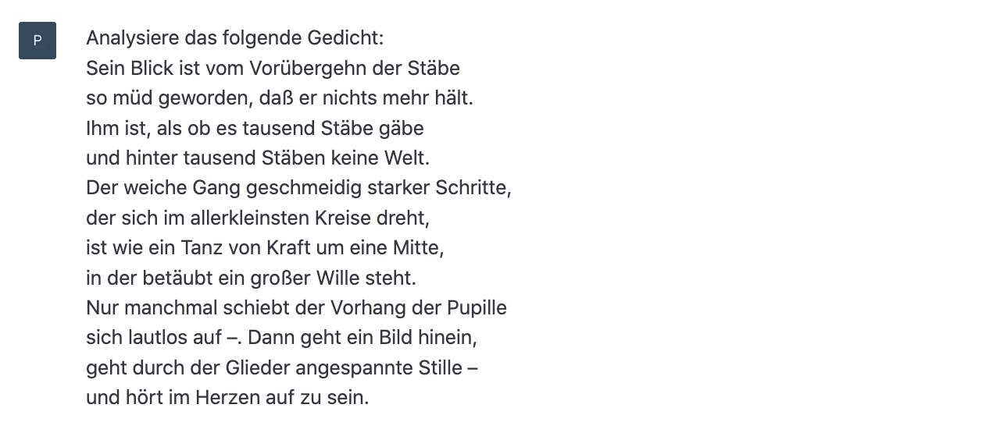 P
Analysiere das folgende Gedicht:
Sein Blick ist vom Vorübergehn der Stäbe
so müd geworden, daß er nichts mehr hält.
Ihm ist, als ob es tausend Stäbe gäbe
und hinter tausend Stäben keine Welt.
Der weiche Gang geschmeidig starker Schritte,
der sich im allerkleinsten Kreise dreht,
ist wie ein Tanz von Kraft um eine Mitte,
in der betäubt ein großer Wille steht.
Nur manchmal schiebt der Vorhang der Pupille
sich lautlos auf –. Dann geht ein Bild hinein,
geht durch der Glieder angespannte Stille –
und hört im Herzen auf zu sein.